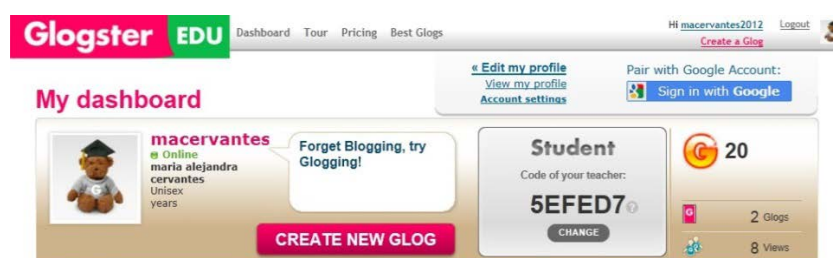 Glogster EDU Dashboard Tour Pricing Best Glogs
Hi macervantes2012 Logout
Create a Glog
« Edit my profile
View my profile
Account settings
Pair with Google Account:
Sign in with Google
My dashboard
macervantes
Online
maria alejandra
cervantes
Unisex
years
Forget Blogging, try
Glogging!
CREATE NEW GLOG
Student
Code of your teacher:
5EFED7
CHANGE
20
2 Glogs
8 Views